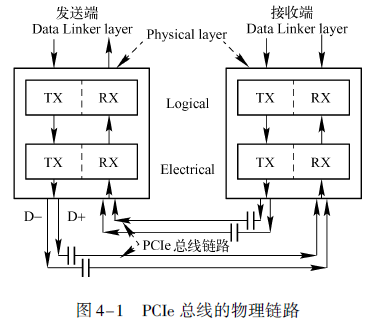 发送端
Data Linker layer
接收端
Data Linker layer
Physical layer
TX
RX
Logical
TX
RX
TX
RX
Electrical
TX
RX
D−
D+
PCIe 总线链路
图 4-1 PCIe 总线的物理链路